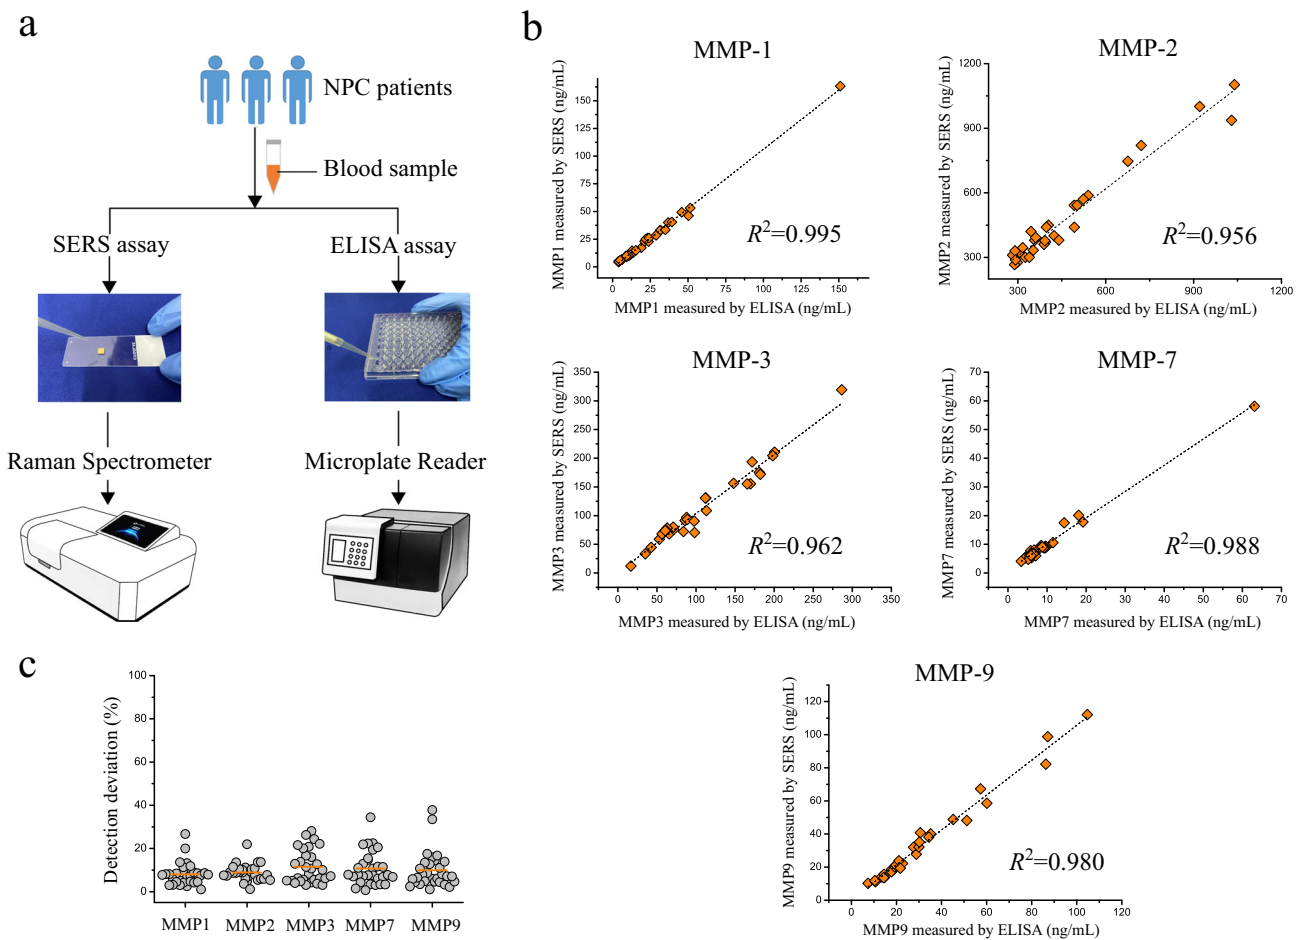 a
NPC patients
Blood sample
SERS assay
ELISA assay
Raman Spectrometer
Microplate Reader
b
MMP-1
MMP1 measured by SERS (ng/mL)
150
125
100
75
50
25
0
R²=0.995
0 25 50 75 100 125 150
MMP1 measured by ELISA (ng/mL)
MMP-2
MMP2 measured by SERS (ng/mL)
1200
900
600
300
R²=0.956
300 600 900 1200
MMP2 measured by ELISA (ng/mL)
MMP-3
MMP3 measured by SERS (ng/mL)
350
300
250
200
150
100
50
0
R²=0.962
0 50 100 150 200 250 300 350
MMP3 measured by ELISA (ng/mL)
MMP-7
MMP7 measured by SERS (ng/mL)
70
60
50
40
30
20
10
0
R²=0.988
0 10 20 30 40 50 60 70
MMP7 measured by ELISA (ng/mL)
MMP-9
MMP9 measured by SERS (ng/mL)
120
100
80
60
40
20
0
R²=0.980
0 20 40 60 80 100 120
MMP9 measured by ELISA (ng/mL)
c
Detection deviation (%)
100
80
60
40
20
0
MMP1 MMP2 MMP3 MMP7 MMP9